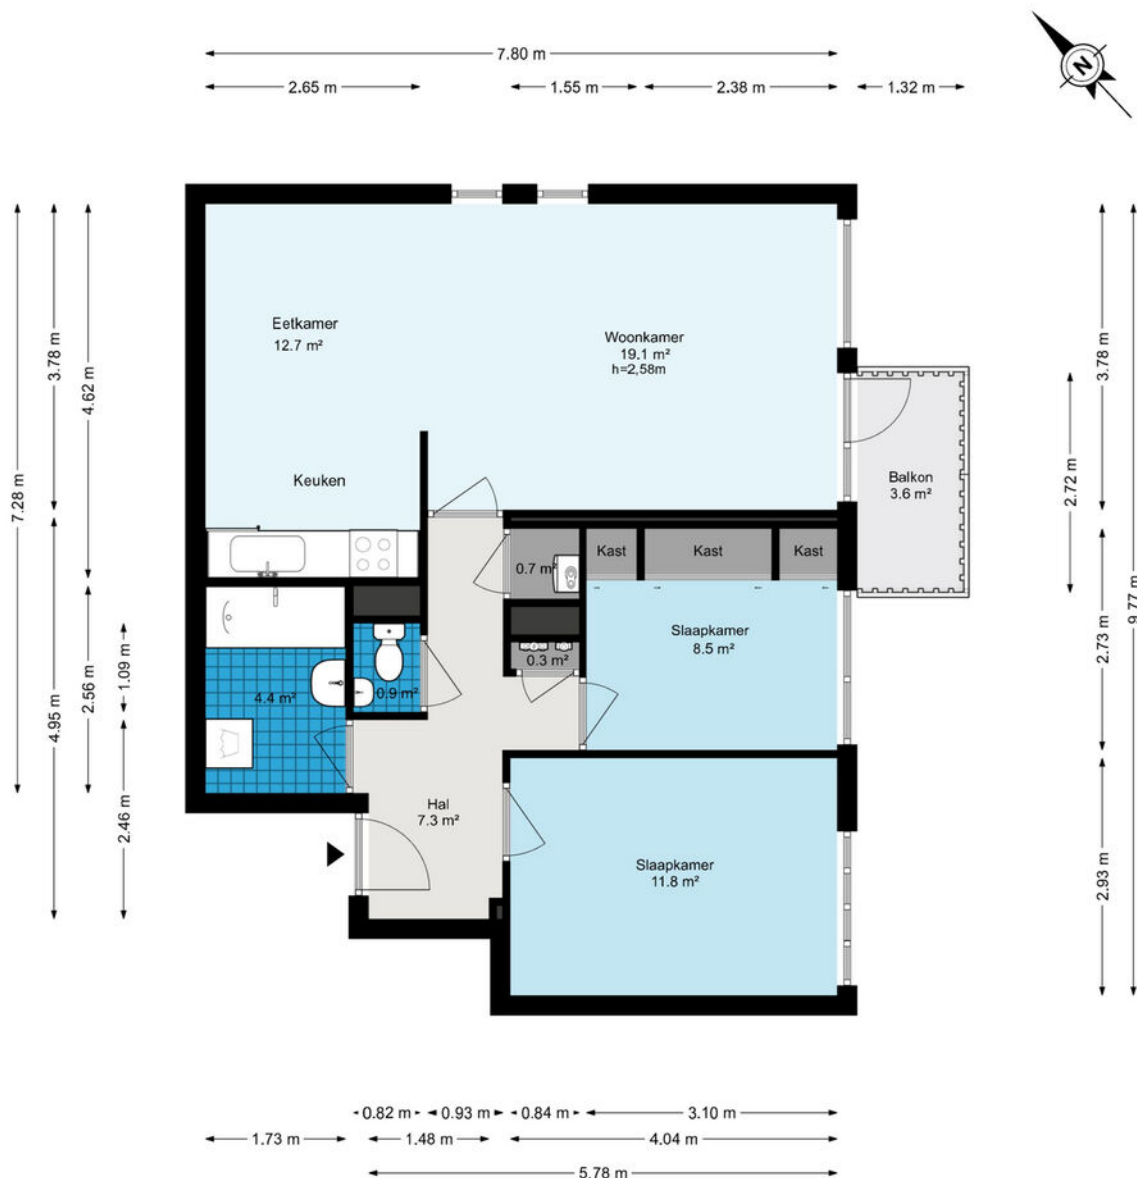 7.80 m
2.65 m
1.55 m
2.38 m
1.32 m
N
7.28 m
3.78 m
4.62 m
4.95 m
2.56 m
1.09 m
2.46 m
Eetkamer
12.7 m²
Woonkamer
19.1 m²
h=2,58m
Keuken
Balkon
3.6 m²
Kast
Kast
Kast
0.7 m²
Slaapkamer
8.5 m²
0.3 m²
4.4 m²
0.9 m²
Hal
7.3 m²
Slaapkamer
11.8 m²
3.78 m
2.72 m
2.73 m
9.77 m
2.93 m
0.82 m
0.93 m
0.84 m
3.10 m
1.73 m
1.48 m
4.04 m
5.78 m